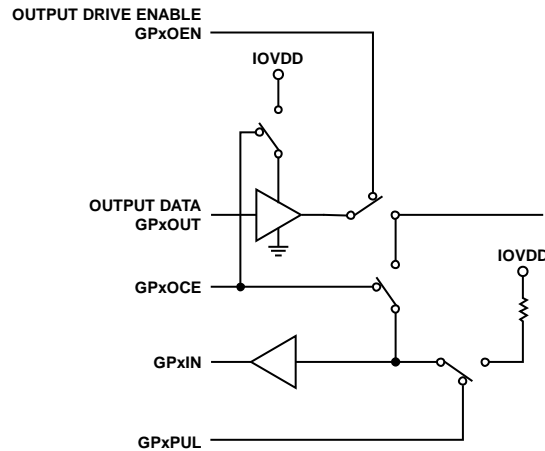 OUTPUT DRIVE ENABLE
GPxOEN
IOVDD
OUTPUT DATA
GPxOUT
IOVDD
GPxOCE
GPxIN
GPxPUL